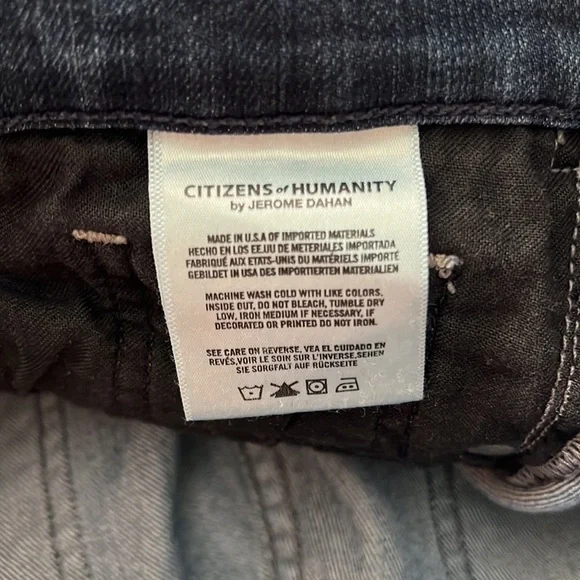 CITIZENS of HUMANITY
by JEROME DAHAN
MADE IN U.S.A OF IMPORTED MATERIALS
HECHO EN LOS EE.JU DE METERIALES IMPORTADA
FABRIQUÉ AUX ETATS-UNIS DU MATÉRIELS IMPORTÉ
GEBILDET IN USA DES IMPORTIERTEN MATERIALIEN
MACHINE WASH COLD WITH LIKE COLORS,
INSIDE OUT, DO NOT BLEACH, TUMBLE DRY
LOW, IRON MEDIUM IF NECESSARY, IF
DECORATED OR PRINTED DO NOT IRON.
SEE CARE ON REVERSE, VEA EL CUIDADO EN
REVÉS,VOIR LE SOIN SUR L'INVERSE,SEHEN
SIE SORGFALT AUF RÜCKSEITE